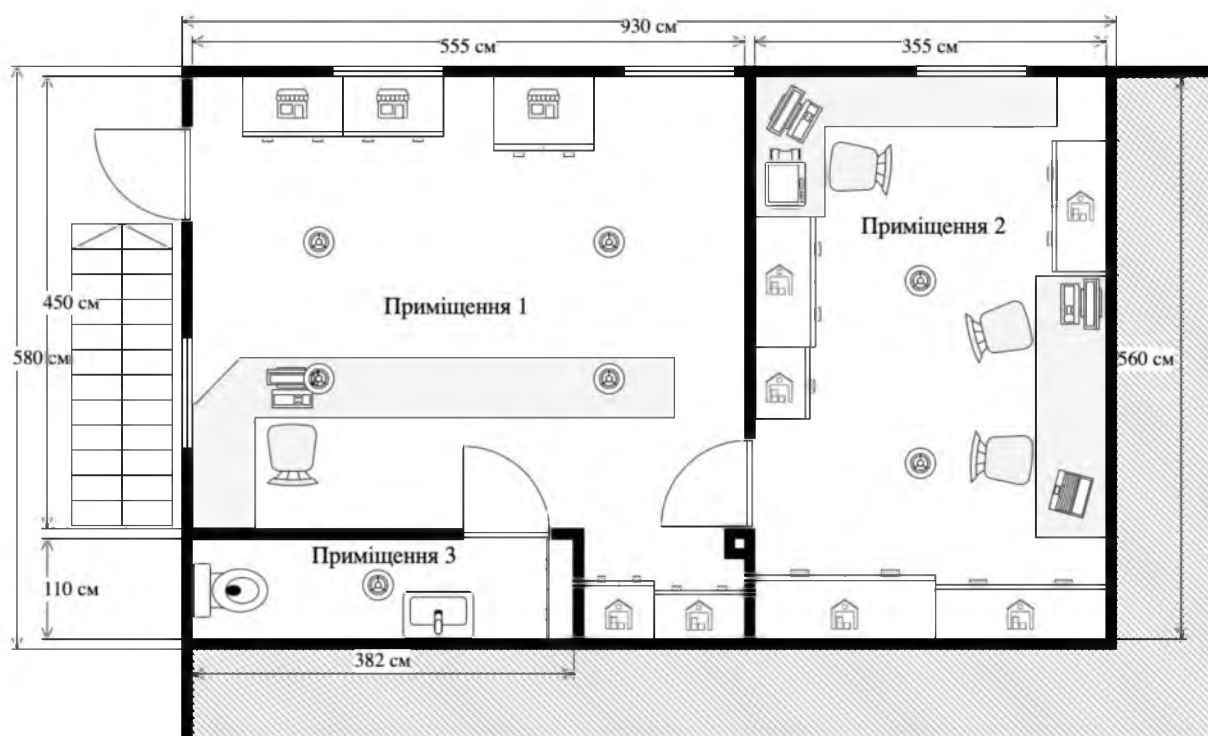 930 см
555 см
355 см
Приміщення 2
450 см
Приміщення 1
580 см
560 см
Приміщення 3
110 см
382 см